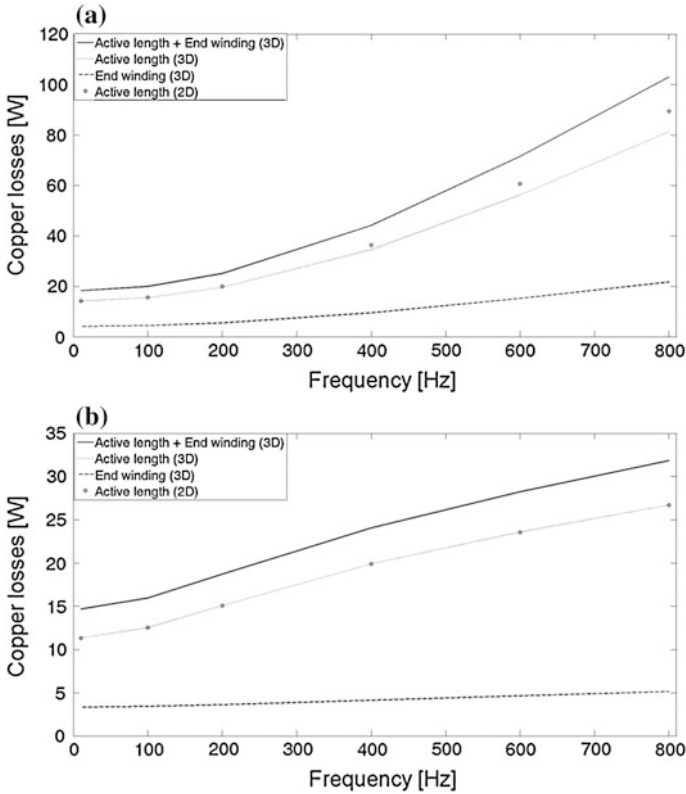 (a)
Active length + End winding (3D)
Active length (3D)
End winding (3D)
Active length (2D)
Copper losses [W]
120
100
80
60
40
20
0
0 100 200 300 400 500 600 700 800
Frequency [Hz]
(b)
Active length + End winding (3D)
Active length (3D)
End winding (3D)
Active length (2D)
Copper losses [W]
35
30
25
20
15
10
5
0
0 100 200 300 400 500 600 700 800
Frequency [Hz]